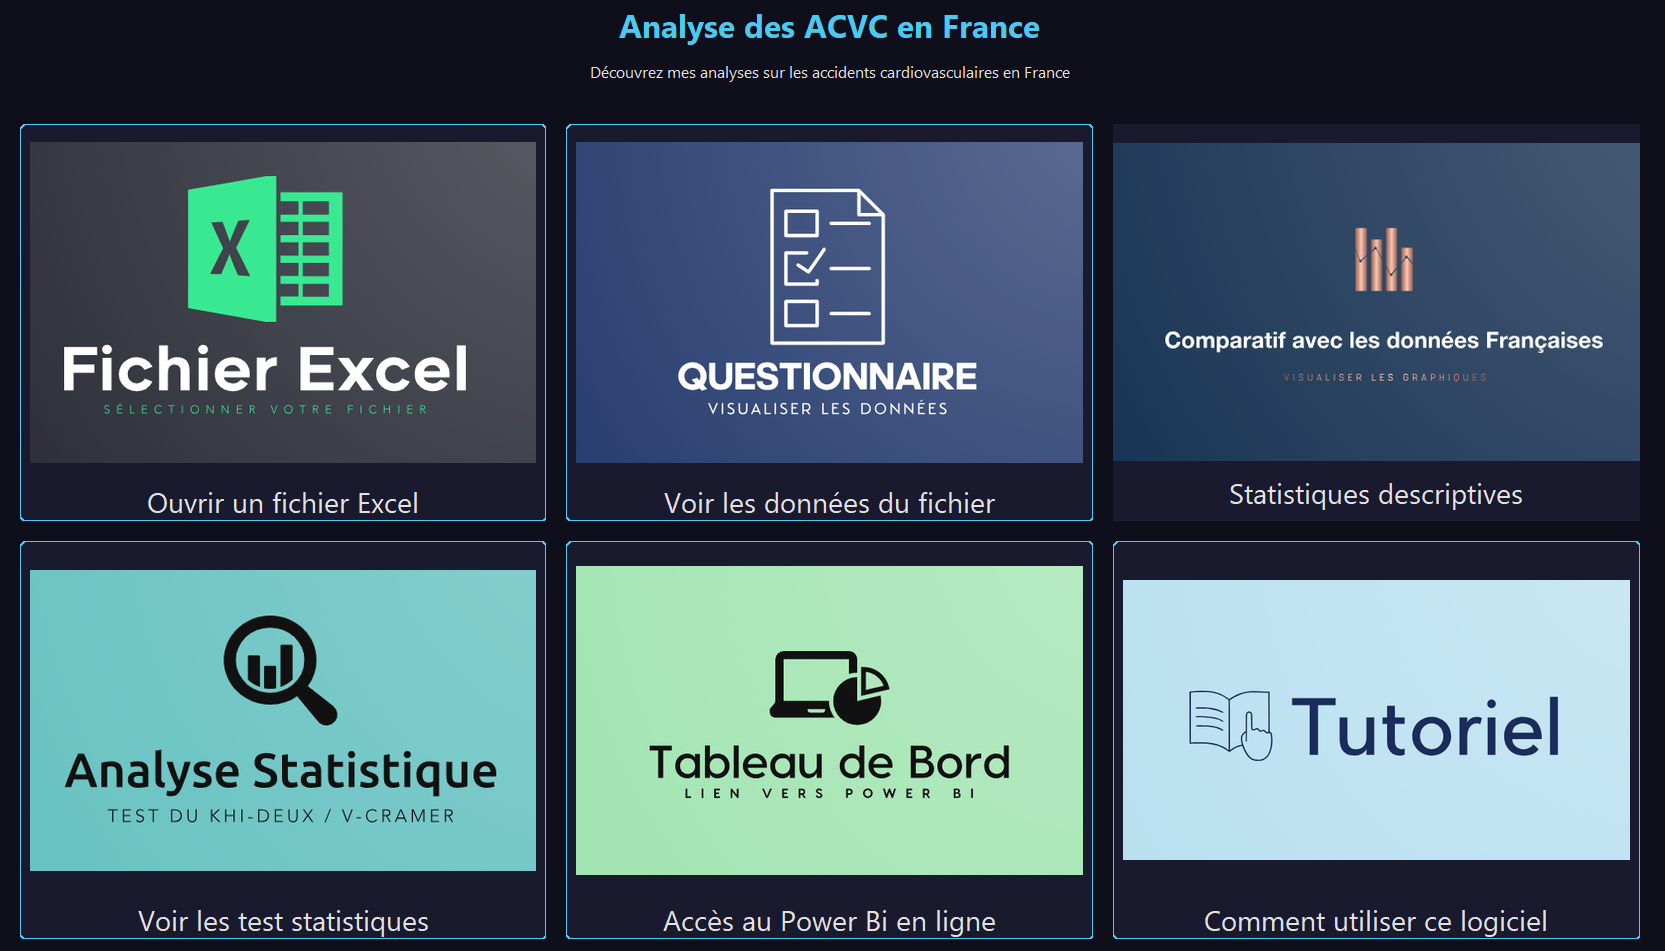 Analyse des ACVC en France
Découvrez mes analyses sur les accidents cardiovasculaires en France
X
Fichier Excel
SÉLECTIONNER VOTRE FICHIER
Ouvrir un fichier Excel
QUESTIONNAIRE
VISUALISER LES DONNÉES
Voir les données du fichier
Comparatif avec les données Françaises
VISUALISER LES GRAPHIQUES
Statistiques descriptives
Analyse Statistique
TEST DU KHI-DEUX / V-CRAMER
Voir les test statistiques
Tableau de Bord
LIEN VERS POWER BI
Accès au Power Bi en ligne
Tutoriel
Comment utiliser ce logiciel